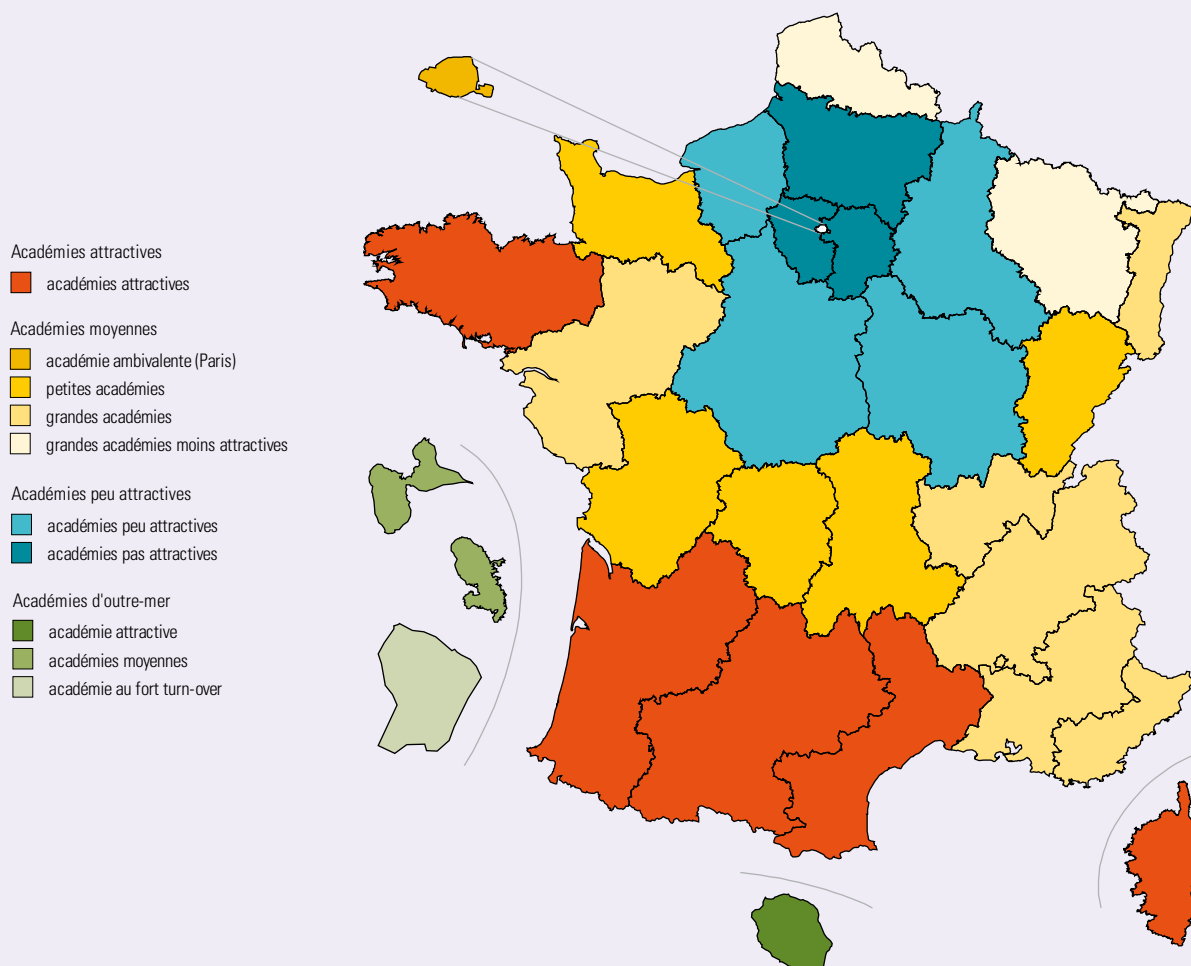 Académies attractives
académies attractives
Académies moyennes
académie ambivalente (Paris)
petites académies
grandes académies
grandes académies moins attractives
Académies peu attractives
académies peu attractives
académies pas attractives
Académies d'outre-mer
académie attractive
académies moyennes
académie au fort turn-over